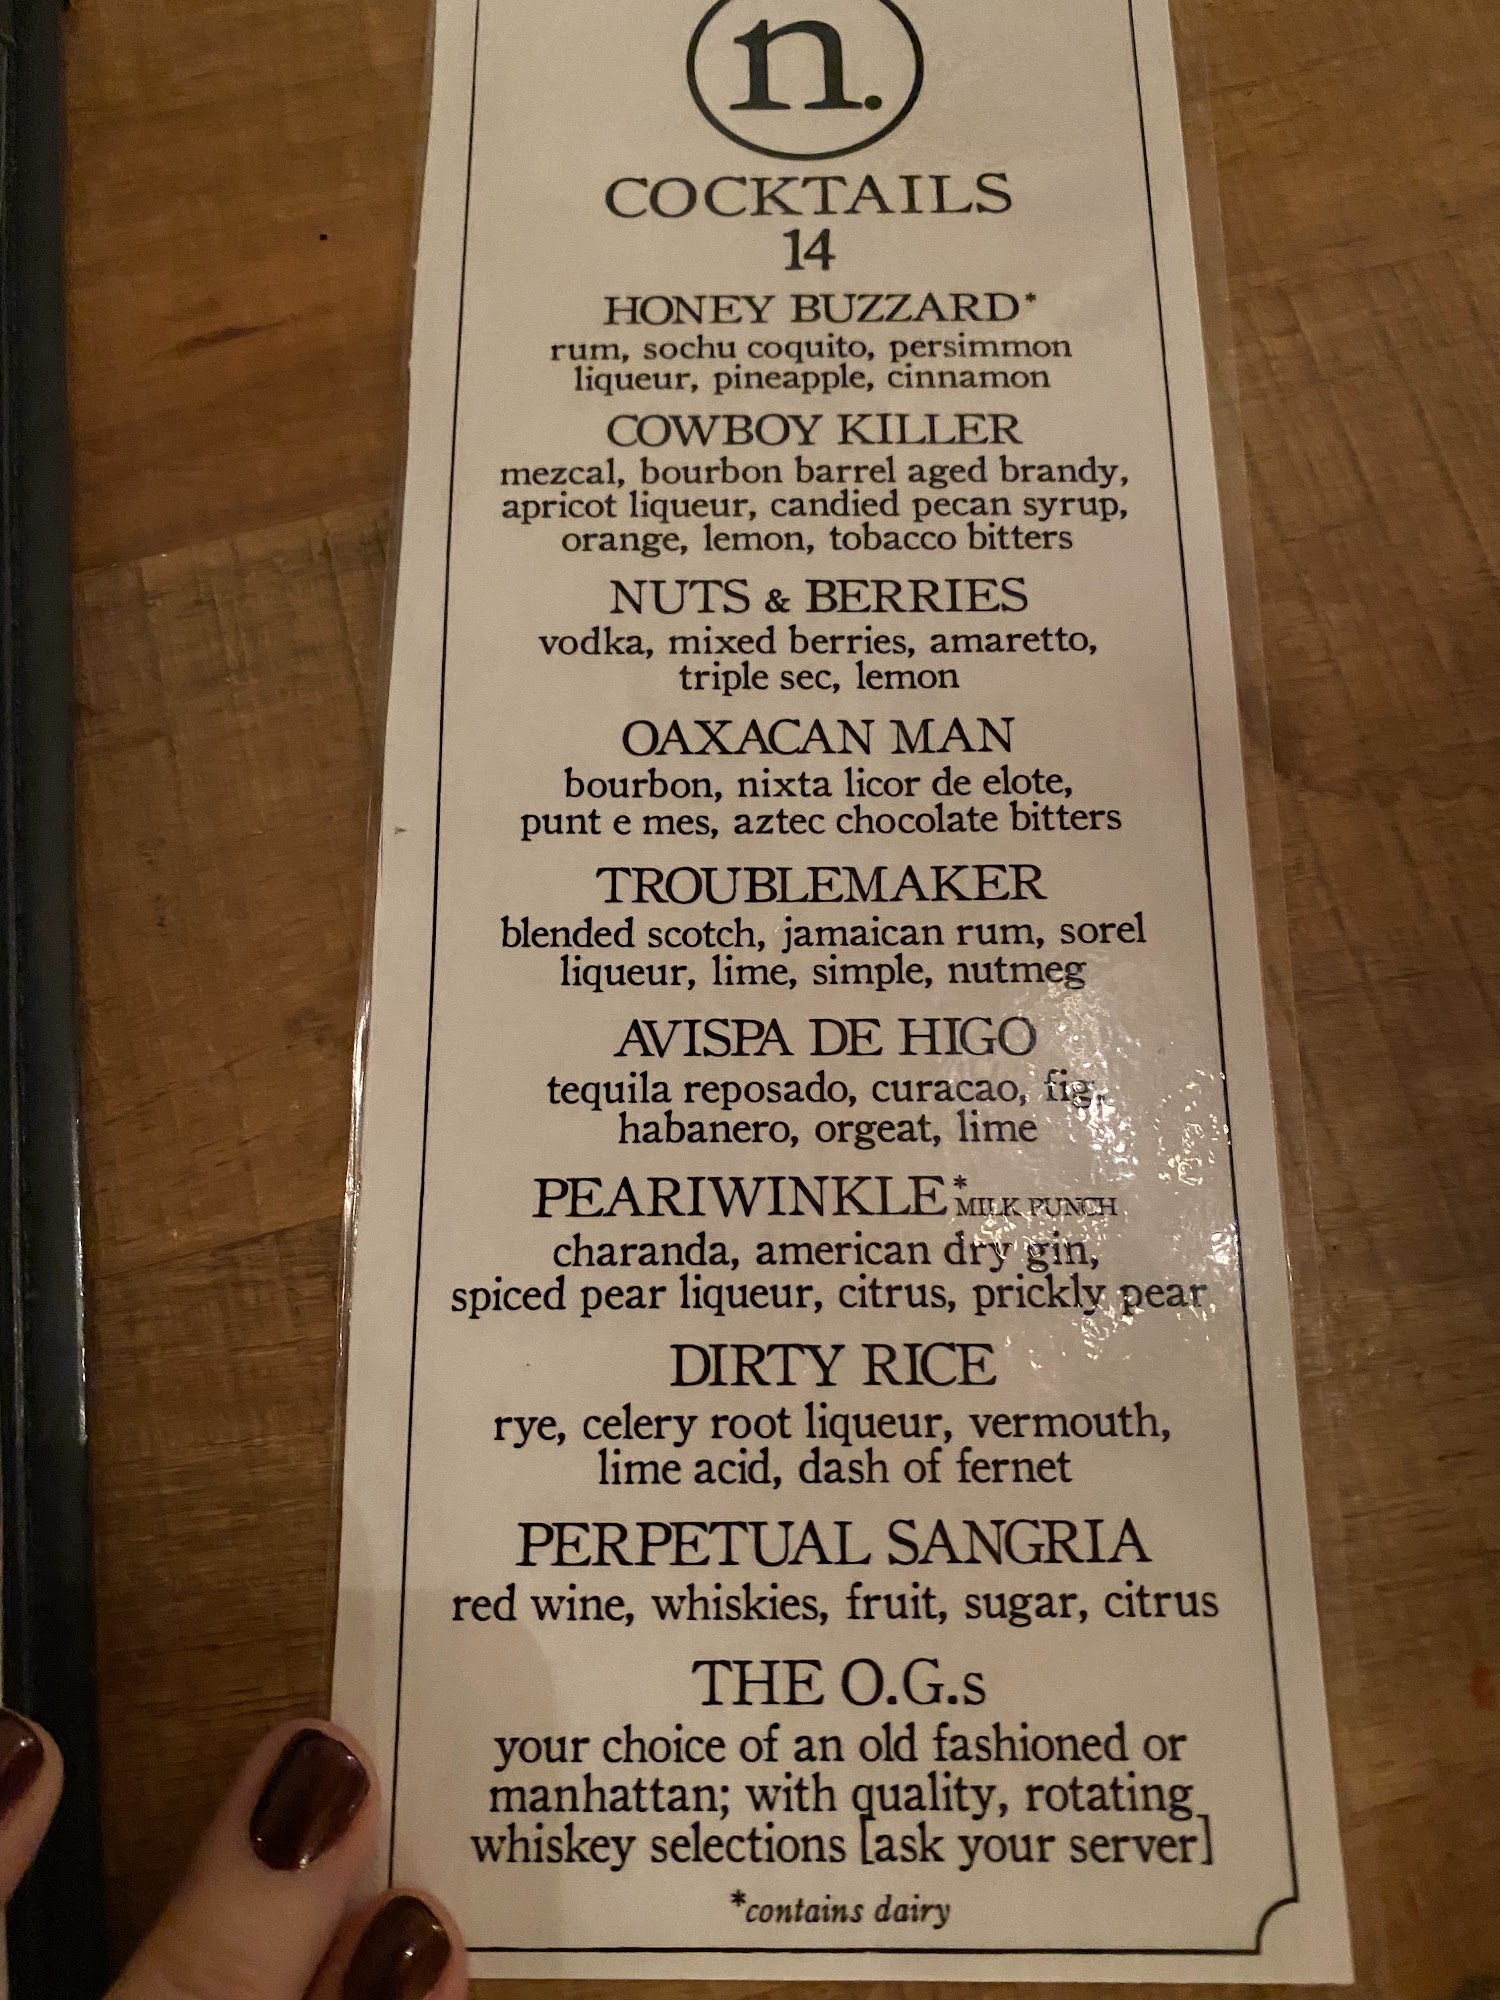 n.
COCKTAILS
14
HONEY BUZZARD*
rum, sochu coquito, persimmon
liqueur, pineapple, cinnamon
COWBOY KILLER
mezcal, bourbon barrel aged brandy,
apricot liqueur, candied pecan syrup,
orange, lemon, tobacco bitters
NUTS & BERRIES
vodka, mixed berries, amaretto,
triple sec, lemon
OAXACAN MAN
bourbon, nixta licor de elote,
punt e mes, aztec chocolate bitters
TROUBLEMAKER
blended scotch, jamaican rum, sorel
liqueur, lime, simple, nutmeg
AVISPA DE HIGO
tequila reposado, curacao, fig,
habanero, orgeat, lime
PEARIWINKLE* MILK PUNCH
charanda, american dry gin,
spiced pear liqueur, citrus, prickly pear
DIRTY RICE
rye, celery root liqueur, vermouth,
lime acid, dash of fernet
PERPETUAL SANGRIA
red wine, whiskies, fruit, sugar, citrus
THE O.G.s
your choice of an old fashioned or
manhattan; with quality, rotating
whiskey selections [ask your server]
*contains dairy